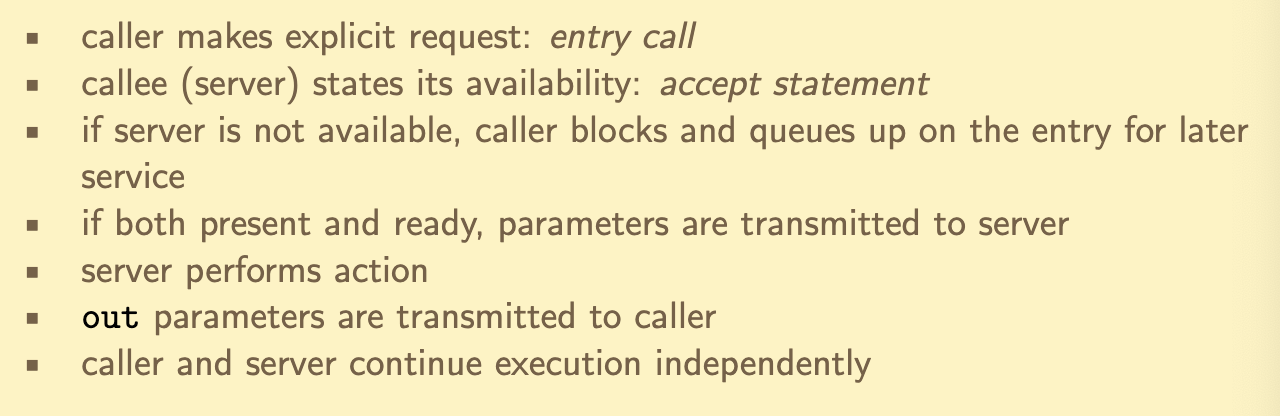 ▪ caller makes explicit request: entry call
▪ callee (server) states its availability: accept statement
▪ if server is not available, caller blocks and queues up on the entry for later
service
▪ if both present and ready, parameters are transmitted to server
▪ server performs action
▪ out parameters are transmitted to caller
▪ caller and server continue execution independently